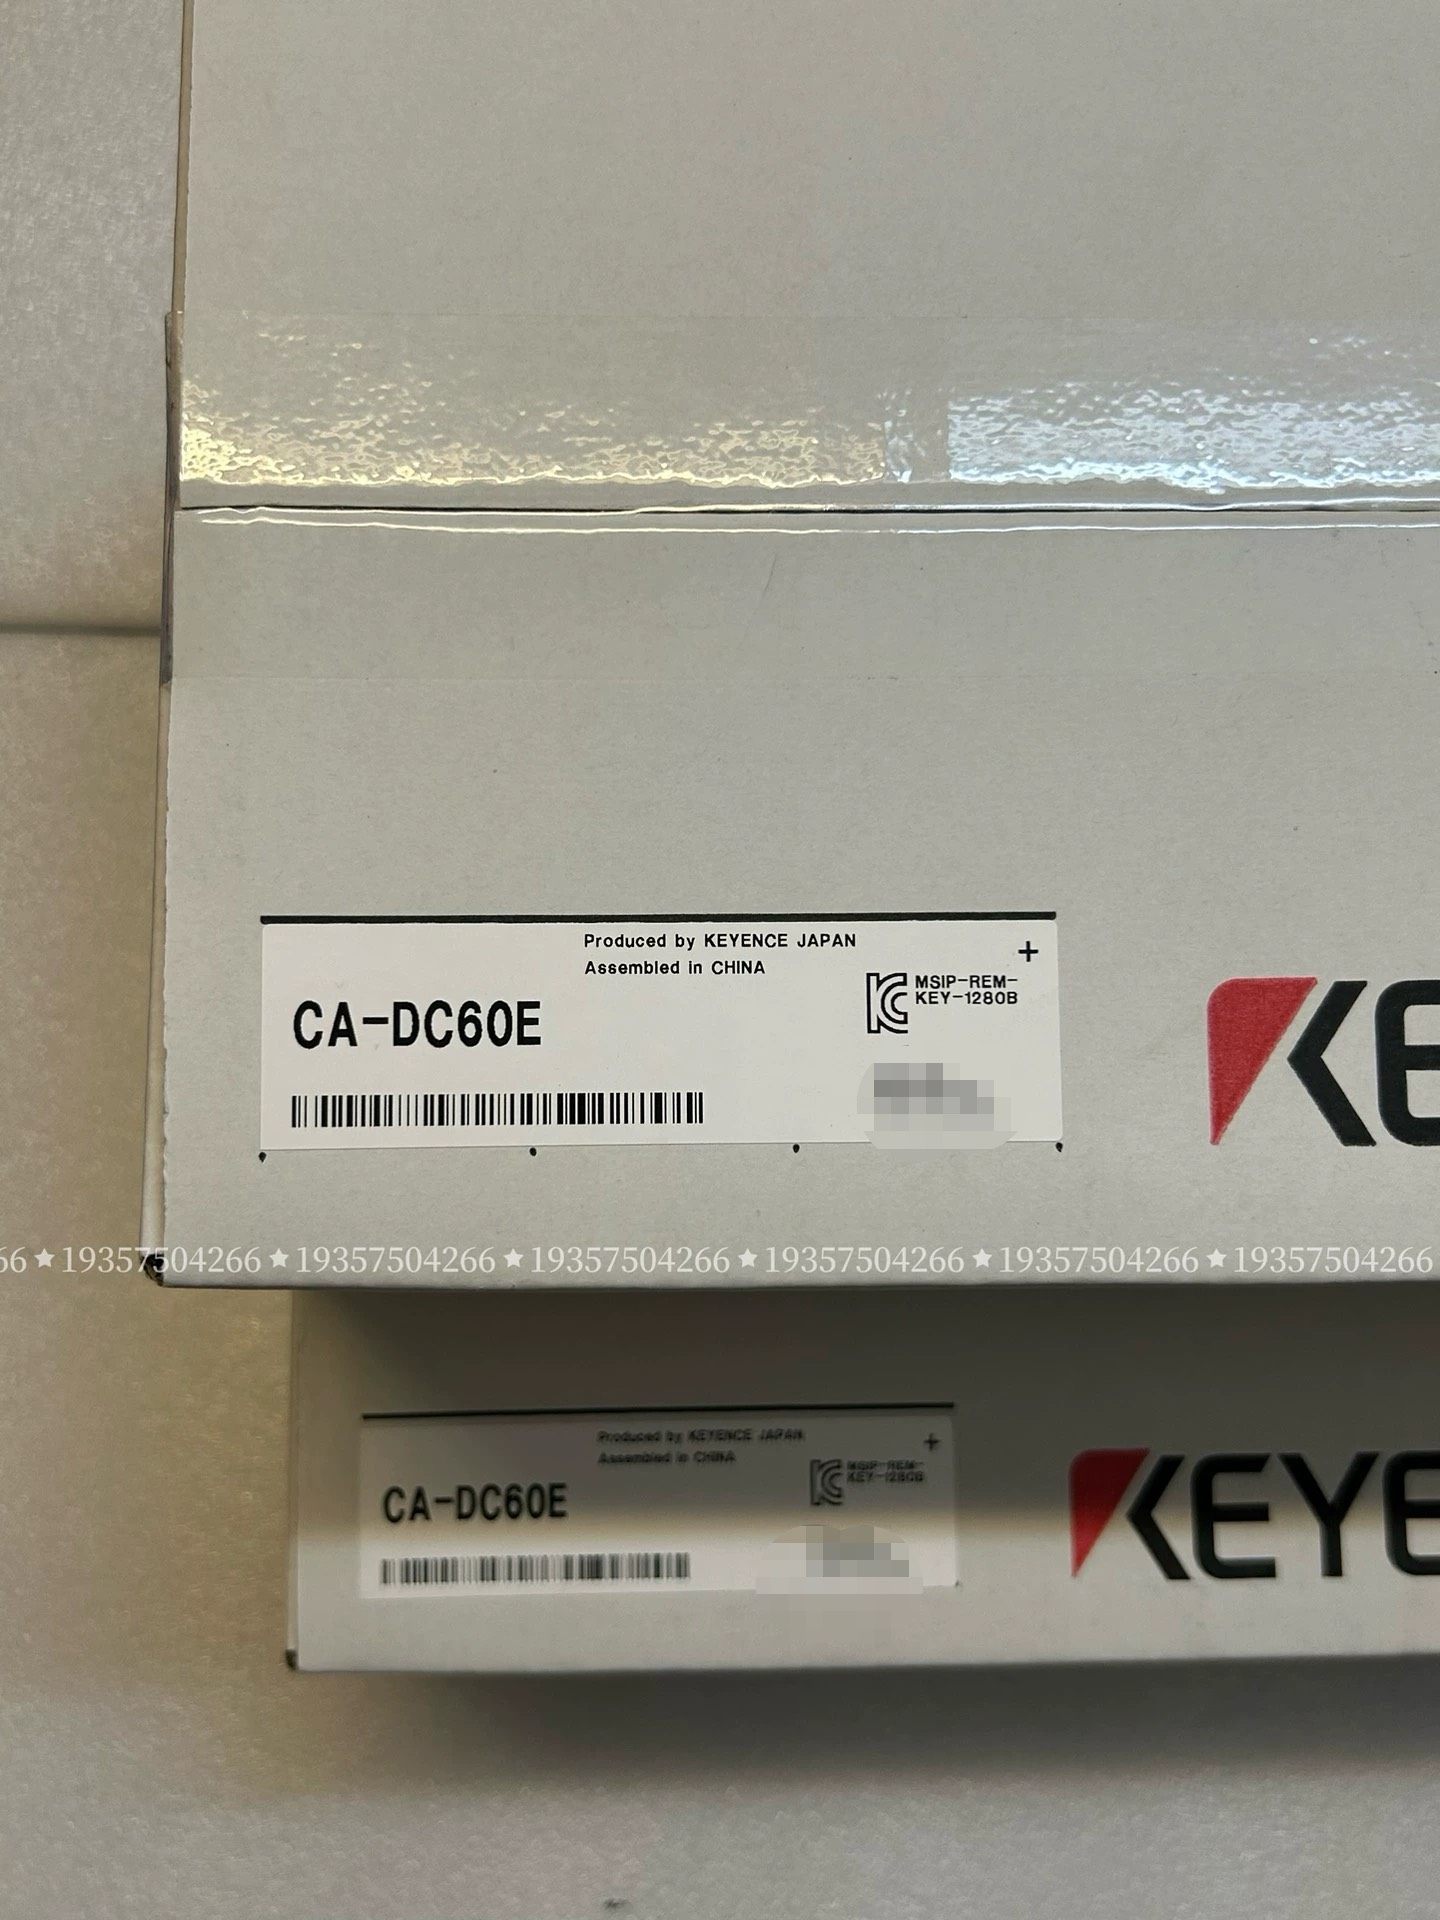 Produced by KEYENCE JAPAN
Assembled in CHINA
+
MSIP-REM-
KEY-1280B
CA-DC60E
KE
66★19357504266★19357504266★19357504266★19357504266★19357504266★19357504266
Produced by KEYENCE JAPAN
Assembled in CHINA
+
MSIP-REM-
KEY-1280B
CA-DC60E
KEYE